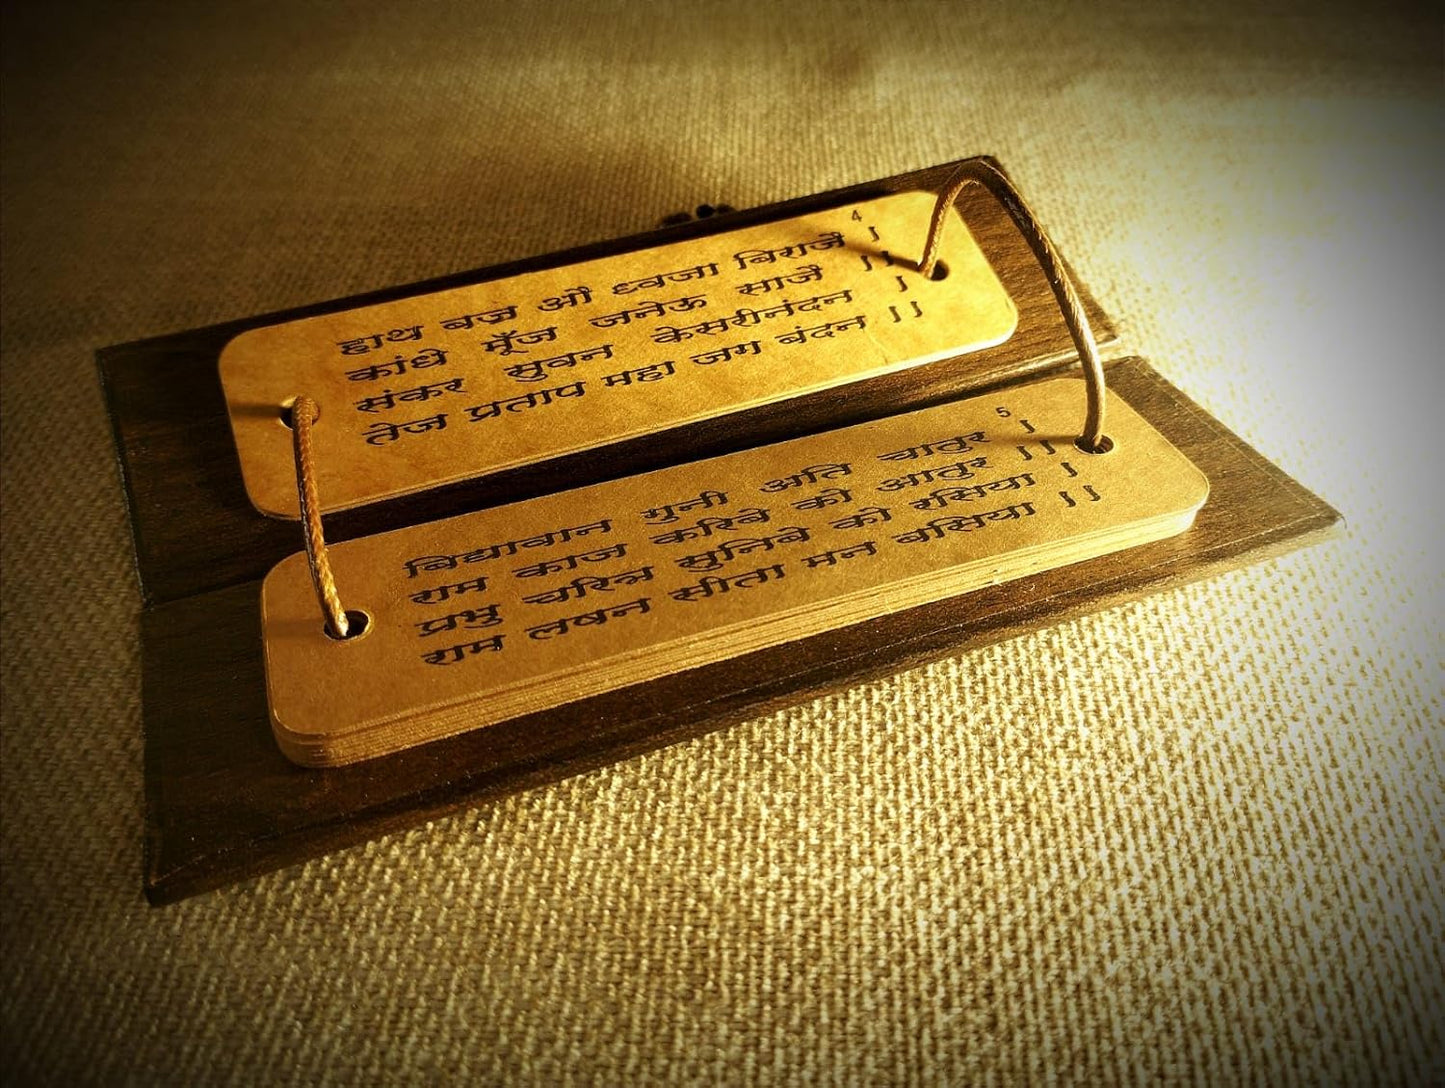 4
हाथ बज्र औ ध्वजा बिराजै ।
कांधे मूँज जनेऊ साजै ।।
संकर सुवन केसरीनंदन ।
तेज प्रताप महा जग बंदन ।।
5
बिद्यावान गुनी अति चातुर ।
राम काज करिबे को आतुर ।।
प्रभु चरित्र सुनिबे को रसिया ।
राम लषन सीता मन बसिया ।।